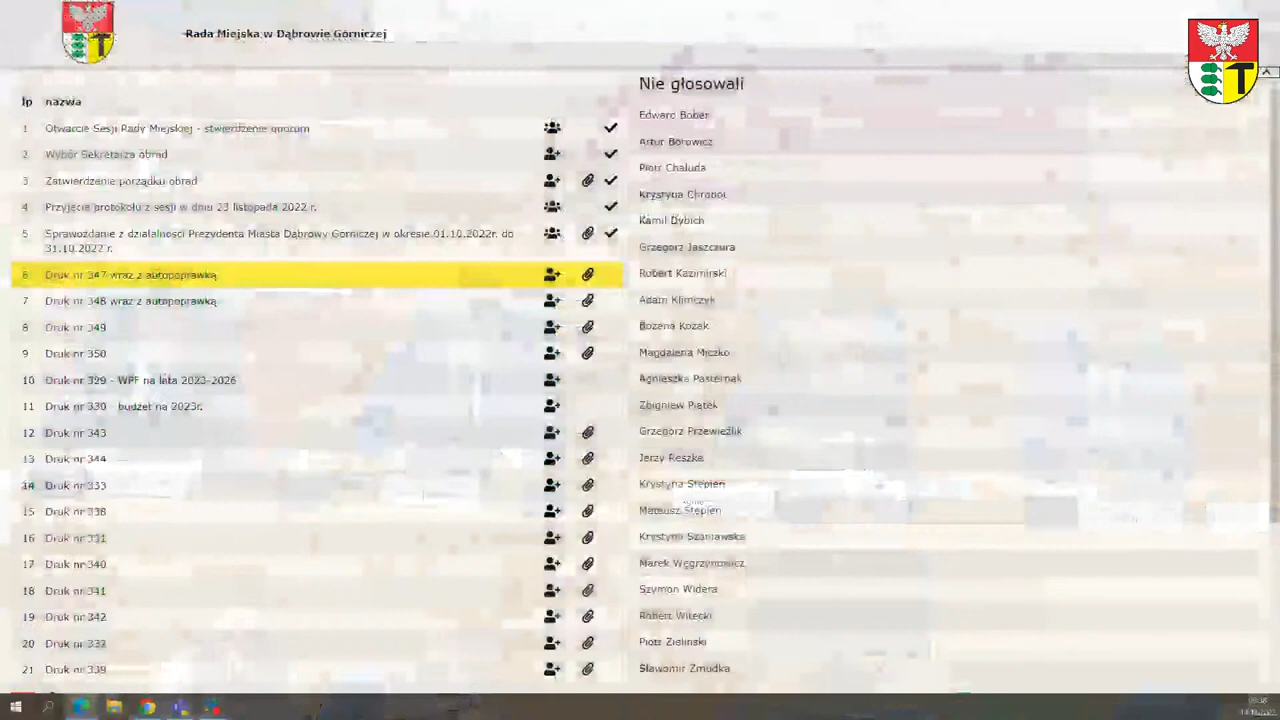 Rada Miejska w Dąbrowie Górniczej
lp nazwa
1 Otwarcie Sesji Rady Miejskiej - stwierdzenie quorum
2 Wybór Sekretarza obrad
3 Zatwierdzenie porządku obrad
4 Przyjęcie protokołu z sesji w dniu 23 listopada 2022 r.
5 Sprawozdanie z działalności Prezydenta Miasta Dąbrowy Górniczej w okresie 01.10.2022r. do
31.10.2022 r.
6 Druk nr 347 wraz z autopoprawką
7 Druk nr 348 wraz z autopoprawką
8 Druk nr 349
9 Druk nr 350
10 Druk nr 329 - WPF na lata 2023-2026
11 Druk nr 330 - budżet na 2023r.
12 Druk nr 343
13 Druk nr 344
14 Druk nr 333
15 Druk nr 338
16 Druk nr 331
17 Druk nr 340
18 Druk nr 341
19 Druk nr 342
20 Druk nr 332
21 Druk nr 339
Nie głosowali
Edward Bober
Artur Borowicz
Piotr Chałuda
Krystyna
Kamil Dybich
Grzegorz Jaszczura
Robert Kazimirski
Adam Klimczyk
Bożena Kozak
Magdalena Miczko
Agnieszka Pasternak
Zbigniew Piątek
Grzegorz Przewieźlik
Jerzy Reszke
Krystyna Stępień
Mateusz Stępień
Krystyna Szaniawska
Marek Węgrzynowicz
Szymon Widera
Robert Witecki
Piotr Zieliński
Sławomir Żmudka